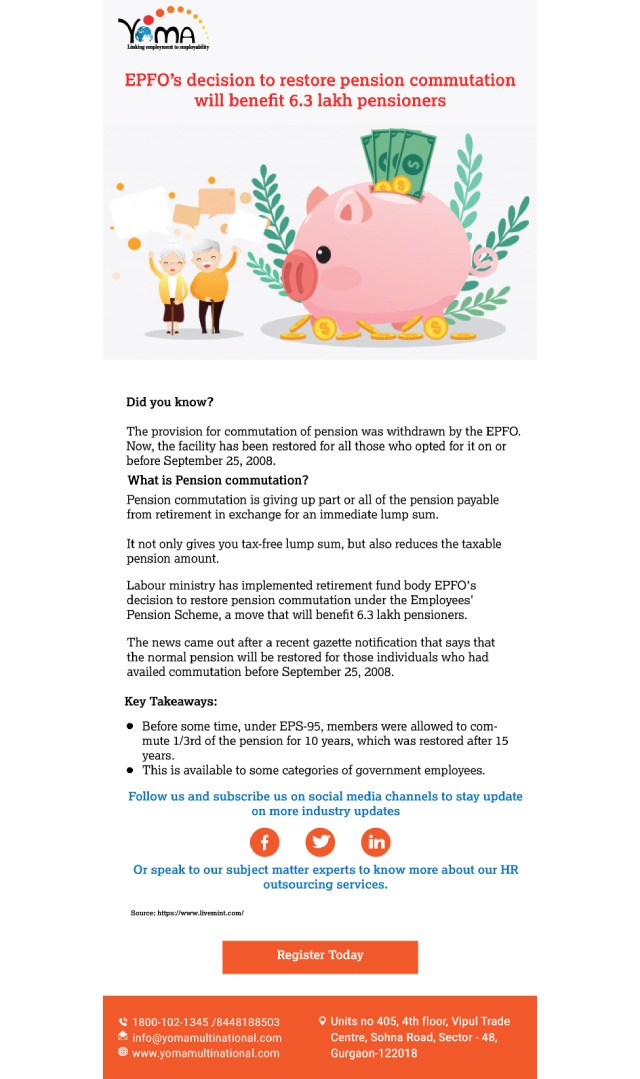 YOMA
Linking employment to employability
EPFO's decision to restore pension commutation
will benefit 6.3 lakh pensioners
Did you know?
The provision for commutation of pension was withdrawn by the EPFO.
Now, the facility has been restored for all those who opted for it on or
before September 25, 2008.
What is Pension commutation?
Pension commutation is giving up part or all of the pension payable
from retirement in exchange for an immediate lump sum.
It not only gives you tax-free lump sum, but also reduces the taxable
pension amount.
Labour ministry has implemented retirement fund body EPFO's
decision to restore pension commutation under the Employees'
Pension Scheme, a move that will benefit 6.3 lakh pensioners.
The news came out after a recent gazette notification that says that
the normal pension will be restored for those individuals who had
availed commutation before September 25, 2008.
Key Takeaways:
● Before some time, under EPS-95, members were allowed to com-
mute 1/3rd of the pension for 10 years, which was restored after 15
years.
● This is available to some categories of government employees.
Follow us and subscribe us on social media channels to stay update
on more industry updates
Or speak to our subject matter experts to know more about our HR
outsourcing services.
Source: https://www.livemint.com/
Register Today
1800-102-1345 /8448188503
info@yomamultinational.com
www.yomamultinational.com
Units no 405, 4th floor, Vipul Trade
Centre, Sohna Road, Sector - 48,
Gurgaon-122018